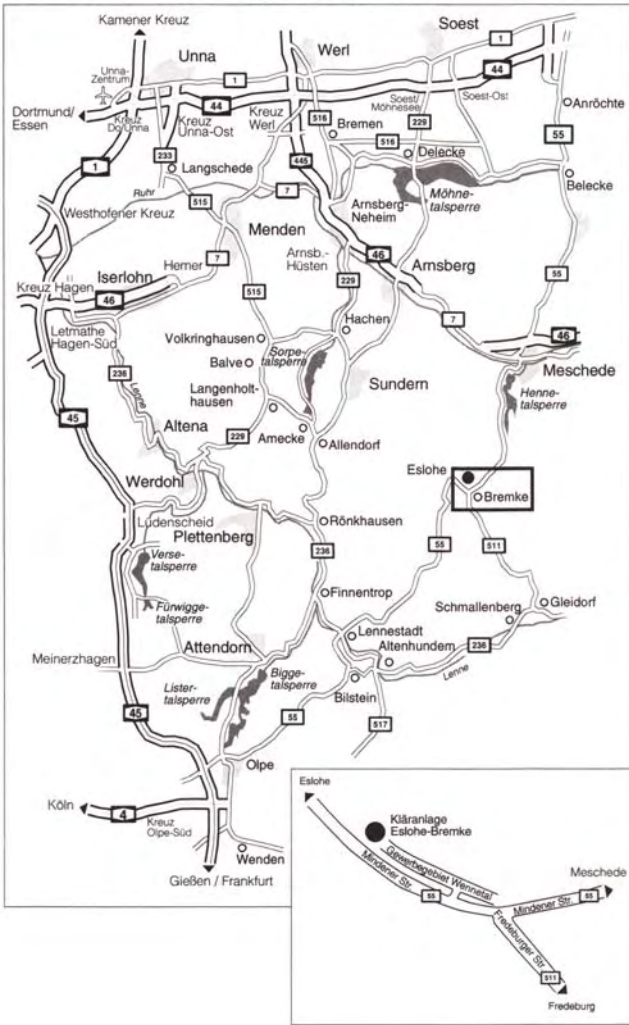 Kamener Kreuz
Unna
Werl
Soest
1
Unna-
Zentrum
1
44
Dortmund/
Essen
Kreuz
Do/Unna
44
Kreuz
Unna-Ost
Kreuz
Werl
Soest/
Möhnesee
Soest-Ost
Anröchte
516
Bremen
229
55
1
233
Langschede
445
516
Delecke
Belecke
Ruhr
515
7
Arnsberg-
Neheim
Möhne-
talsperre
Westhofener Kreuz
Menden
Arnsb.-
Hüsten
46
Arnsberg
Iserlohn
Hemer
7
229
55
Kreuz Hagen
46
515
7
46
Letmathe
Hagen-Süd
Hachen
Volkringhausen
Sorpe-
talsperre
Meschede
236
Lenne
Balve
Sundern
Henne-
talsperre
Langenholt-
hausen
45
Altena
229
Amecke
Allendorf
Eslohe
Werdohl
Bremke
Lüdenscheid
Plettenberg
Rönkhausen
55
511
Verse-
talsperre
236
Finnentrop
Fürwigge-
talsperre
Schmallenberg
Gleidorf
Lennestadt
Attendorn
Altenhundem
236
Meinerzhagen
Lenne
Lister-
talsperre
Bigge-
talsperre
Bilstein
45
55
517
Olpe
Köln
4
Kreuz
Olpe-Süd
Wenden
Gießen / Frankfurt
Eslohe
Kläranlage
Eslohe-Bremke
Gewerbegebiet Wennetal
Mindener Str.
55
Meschede
Mindener Str.
55
Fredeburger Str.
511
Fredeburg